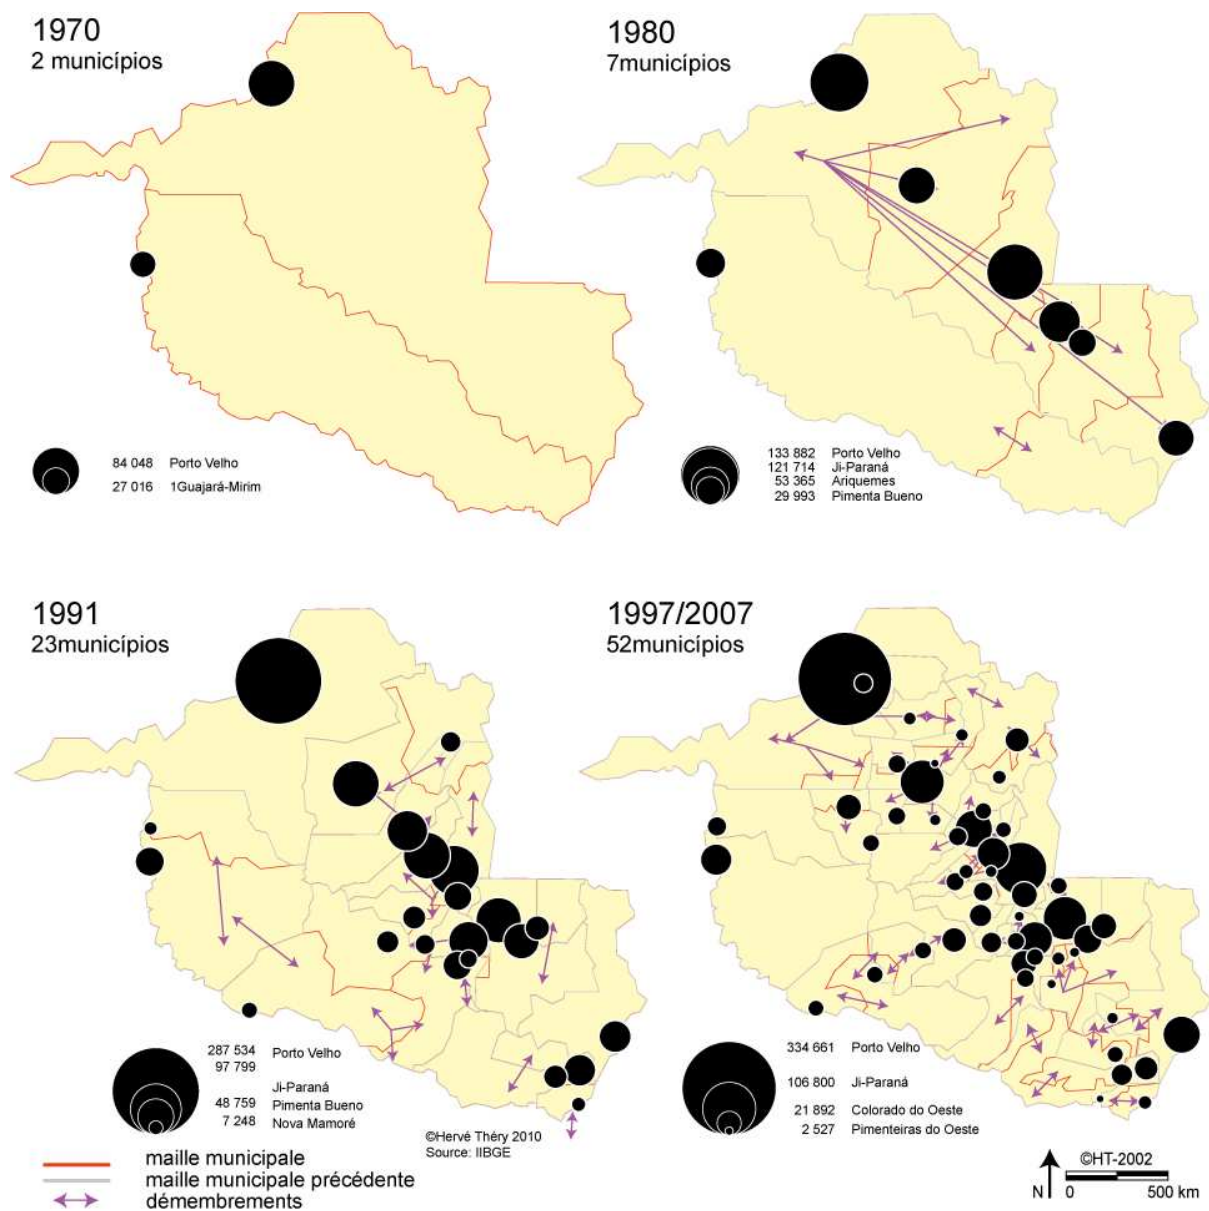 1970
2 municípios
84 048 Porto Velho
27 016 1Guajará-Mirim
1980
7municípios
133 882 Porto Velho
121 714 Ji-Paraná
53 365 Ariquemes
29 993 Pimenta Bueno
1991
23municípios
287 534 Porto Velho
97 799
Ji-Paraná
48 759 Pimenta Bueno
7 248 Nova Mamoré
©Hervé Théry 2010
Source: IIBGE
1997/2007
52municípios
334 661 Porto Velho
106 800 Ji-Paraná
21 892 Colorado do Oeste
2 527 Pimenteiras do Oeste
maille municipale
maille municipale précédente
démembrements
©HT-2002
N 0 500 km